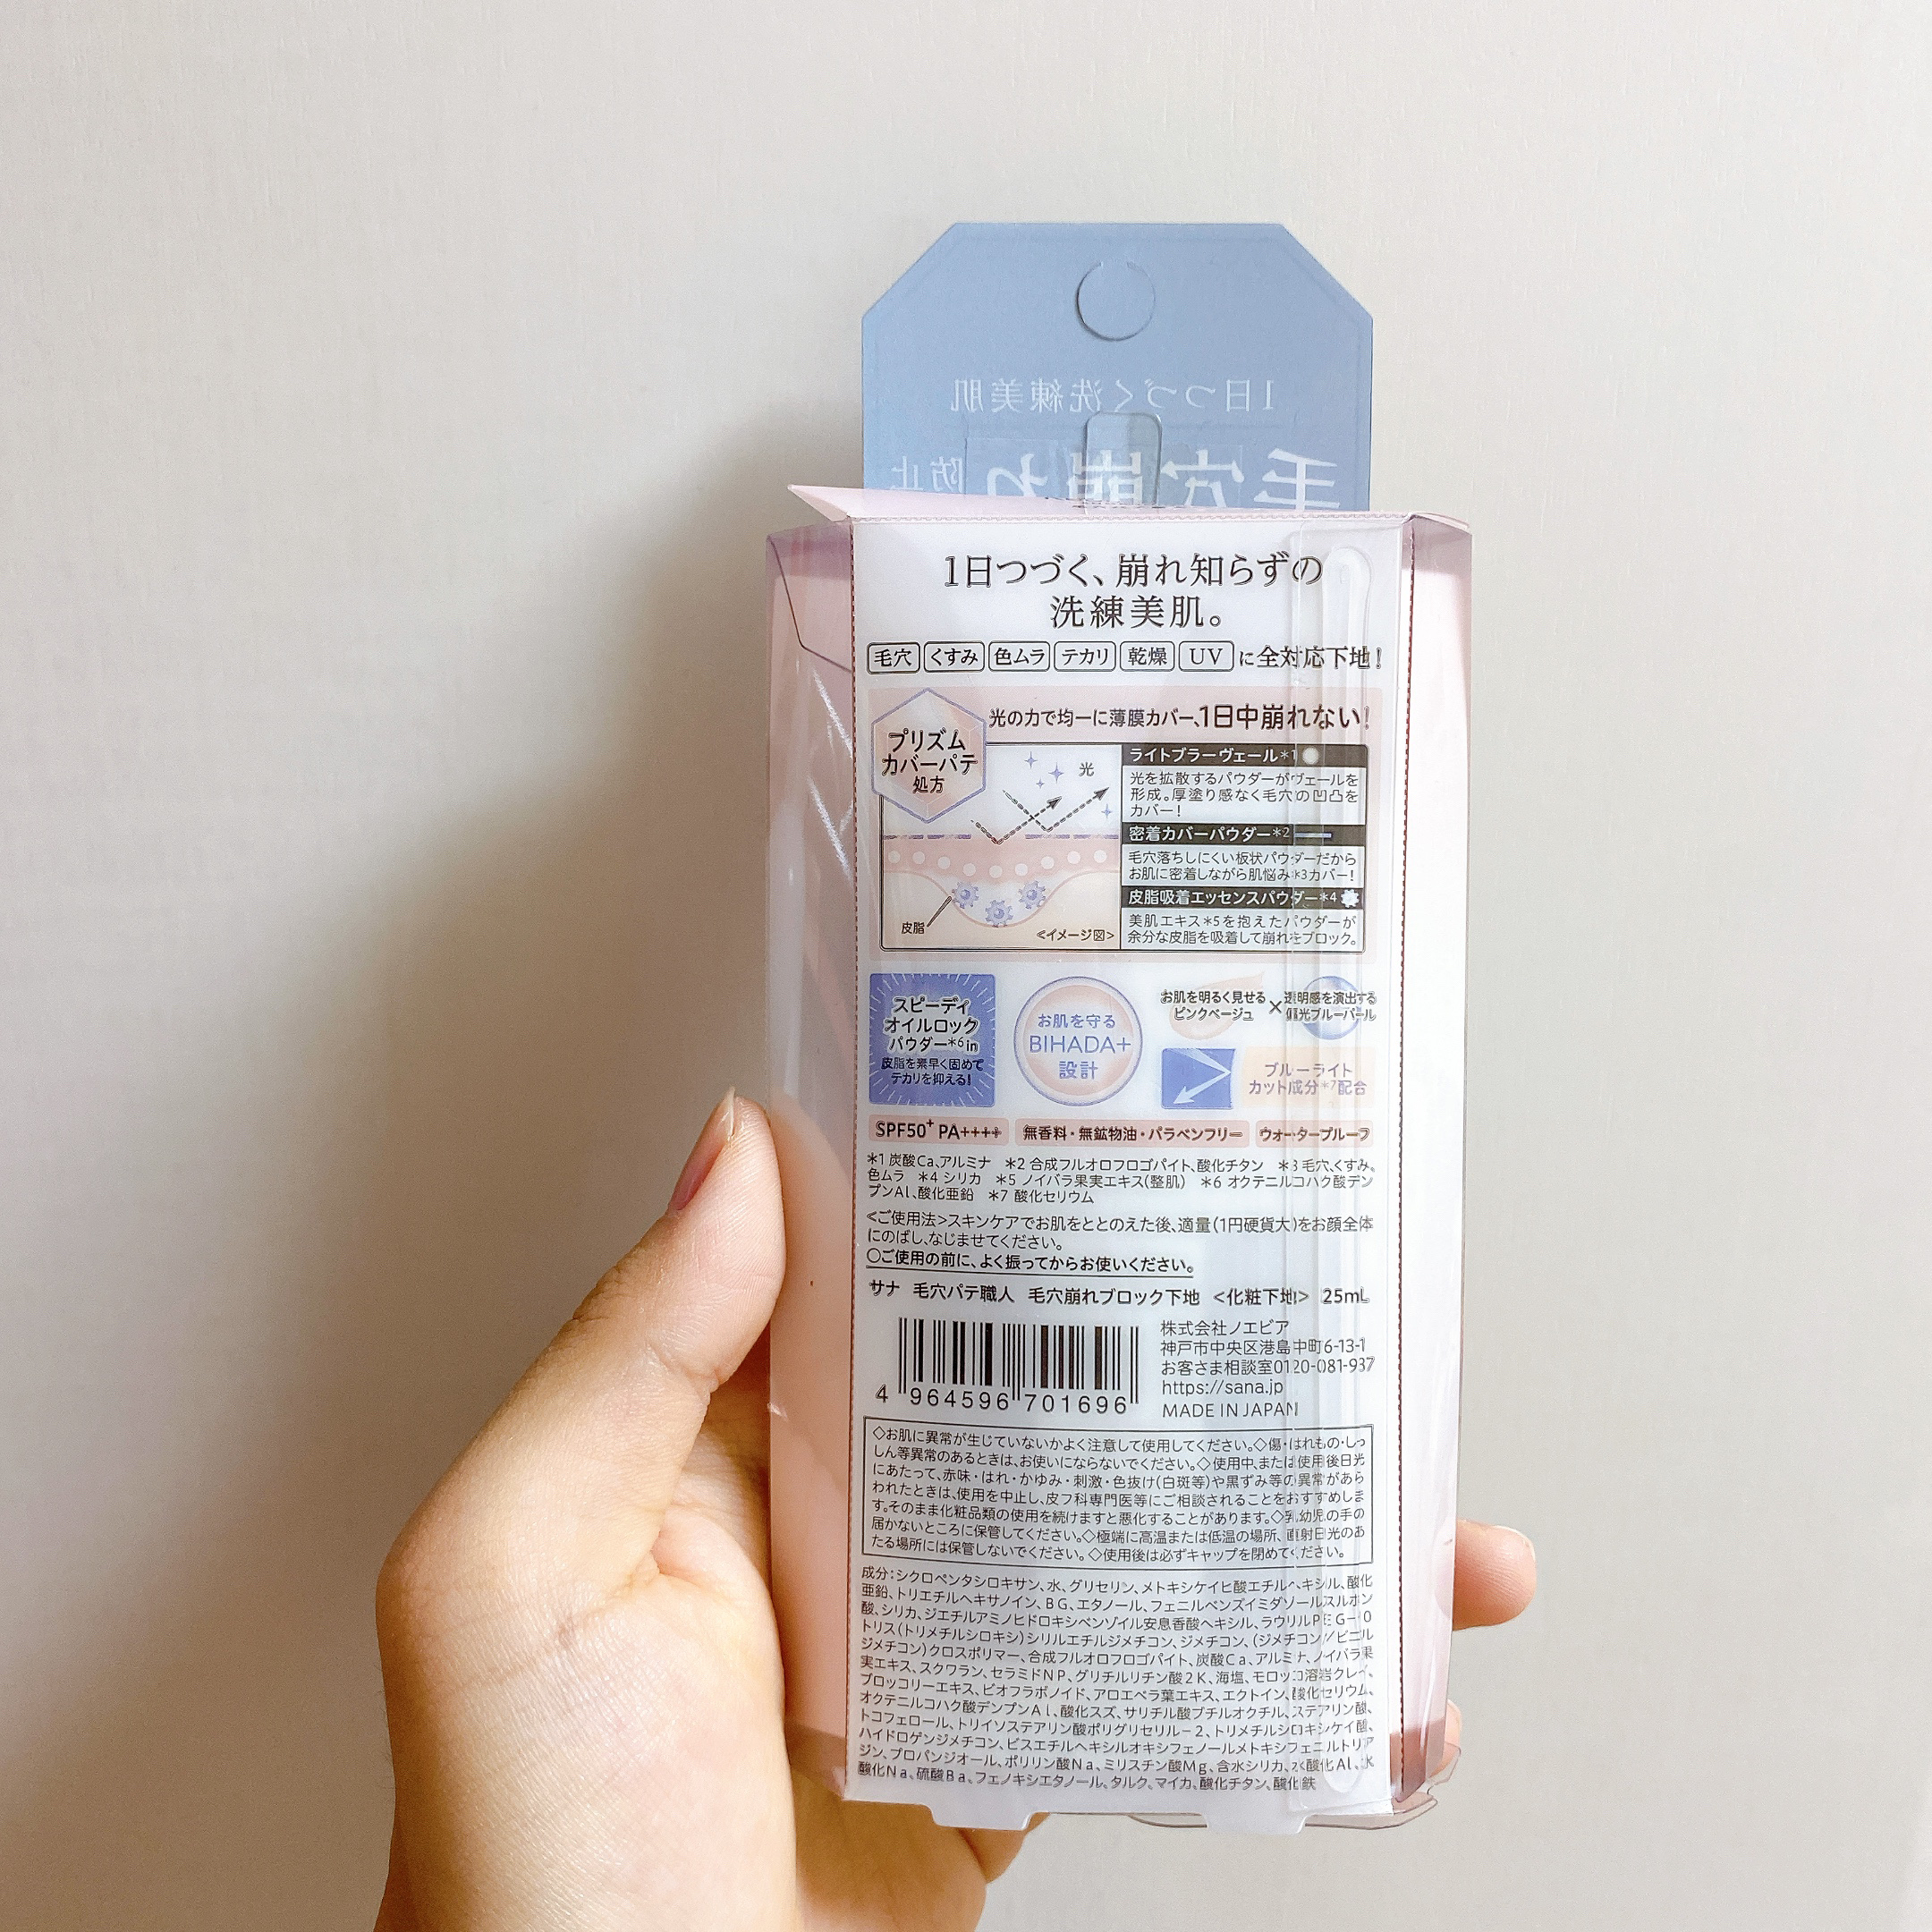 1日つづく洗練美肌
毛穴崩れ防止
1日つづく、崩れ知らずの
洗練美肌。
毛穴 くすみ 色ムラ テカリ 乾燥 UV に全対応下地!
光の力で均一に薄膜カバー、1日中崩れない!
プリズム
カバーパテ
処方
光
皮脂
<イメージ図>
ライトブラーヴェール*1
光を拡散するパウダーがヴェールを
形成。厚塗り感なく毛穴の凹凸を
カバー!
密着カバーパウダー*2
毛穴落ちしにくい板状パウダーだから
お肌に密着しながら肌悩み*3カバー!
皮脂吸着エッセンスパウダー*4
美肌エキス*5を抱えたパウダーが
余分な皮脂を吸着して崩れをブロック。
スピーディ
オイルロック
パウダー*6in
皮脂を素早く固めて
テカリを抑える!
お肌を守る
BIHADA+
設計
お肌を明るく見せる
ピンクベージュ
×
透明感を演出する
偏光ブルーパール
ブルーライト
カット成分*7配合
SPF50+ PA++++ 無香料・無鉱物油・パラベンフリー ウォータープルーフ
*1 炭酸Ca、アルミナ *2 合成フルオロフロゴパイト、酸化チタン *3 毛穴、くすみ、
色ムラ *4 シリカ *5 ノイバラ果実エキス(整肌) *6 オクテニルコハク酸デン
プンAl、酸化亜鉛 *7 酸化セリウム
<ご使用法>スキンケアでお肌をととのえた後、適量(1円硬貨大)をお顔全体
にのばし、なじませてください。
○ご使用の前に、よく振ってからお使いください。
サナ 毛穴パテ職人 毛穴崩れブロック下地 <化粧下地> 25mL
4 964596 701696
株式会社ノエビア
神戸市中央区港島中町6-13-1
お客さま相談室0120-081-937
https://sana.jp
MADE IN JAPAN
◇お肌に異常が生じていないかよく注意して使用してください。◇傷・はれもの・しっ
しん等異常のあるときは、お使いにならないでください。◇使用中、または使用後日光
にあたって、赤味・はれ・かゆみ・刺激・色抜け(白斑等)や黒ずみ等の異常があら
われたときは、使用を中止し、皮フ科専門医等にご相談されることをおすすめしま
す。そのまま化粧品類の使用を続けますと悪化することがあります。◇乳幼児の手の
届かないところに保管してください。◇極端に高温または低温の場所、直射日光のあ
たる場所には保管しないでください。◇使用後は必ずキャップを閉めてください。
成分:シクロペンタシロキサン、水、グリセリン、メトキシケイヒ酸エチルヘキシル、酸化
亜鉛、トリエチルヘキサノイン、BG、エタノール、フェニルベンズイミダゾールスルホン
酸、シリカ、ジエチルアミノヒドロキシベンゾイル安息香酸ヘキシル、ラウリルPEG-10
トリス(トリメチルシロキシ)シリルエチルジメチコン、ジメチコン、(ジメチコン/ビニル
ジメチコン)クロスポリマー、合成フルオロフロゴパイト、炭酸Ca、アルミナ、ノイバラ果
実エキス、スクワラン、セラミドNP、グリチルリチン酸2K、海塩、モロッコ溶岩クレイ、
ブロッコリーエキス、ビオフラボノイド、アロエベラ葉エキス、エクトイン、酸化セリウム、
オクテニルコハク酸デンプンAl、酸化スズ、サリチル酸ブチルオクチル、ステアリン酸、
トコフェロール、トリイソステアリン酸ポリグリセリル-2、トリメチルシロキシケイ酸、
ハイドロゲンジメチコン、ビスエチルヘキシルオキシフェノールメトキシフェニルトリア
ジン、プロパンジオール、ポリリン酸Na、ミリスチン酸Mg、含水シリカ、水酸化Al、水
酸化Na、硫酸Ba、フェノキシエタノール、タルク、マイカ、酸化チタン、酸化鉄